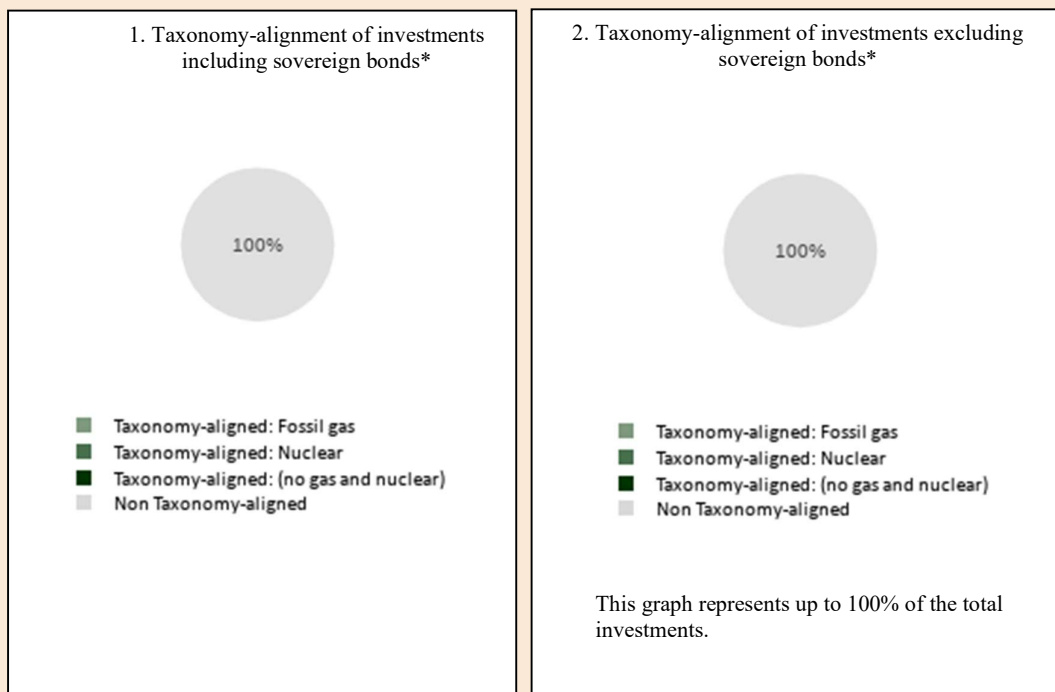 1. Taxonomy-alignment of investments
including sovereign bonds*
100%
Taxonomy-aligned: Fossil gas
Taxonomy-aligned: Nuclear
Taxonomy-aligned: (no gas and nuclear)
Non Taxonomy-aligned
2. Taxonomy-alignment of investments excluding
sovereign bonds*
100%
Taxonomy-aligned: Fossil gas
Taxonomy-aligned: Nuclear
Taxonomy-aligned: (no gas and nuclear)
Non Taxonomy-aligned
This graph represents up to 100% of the total
investments.